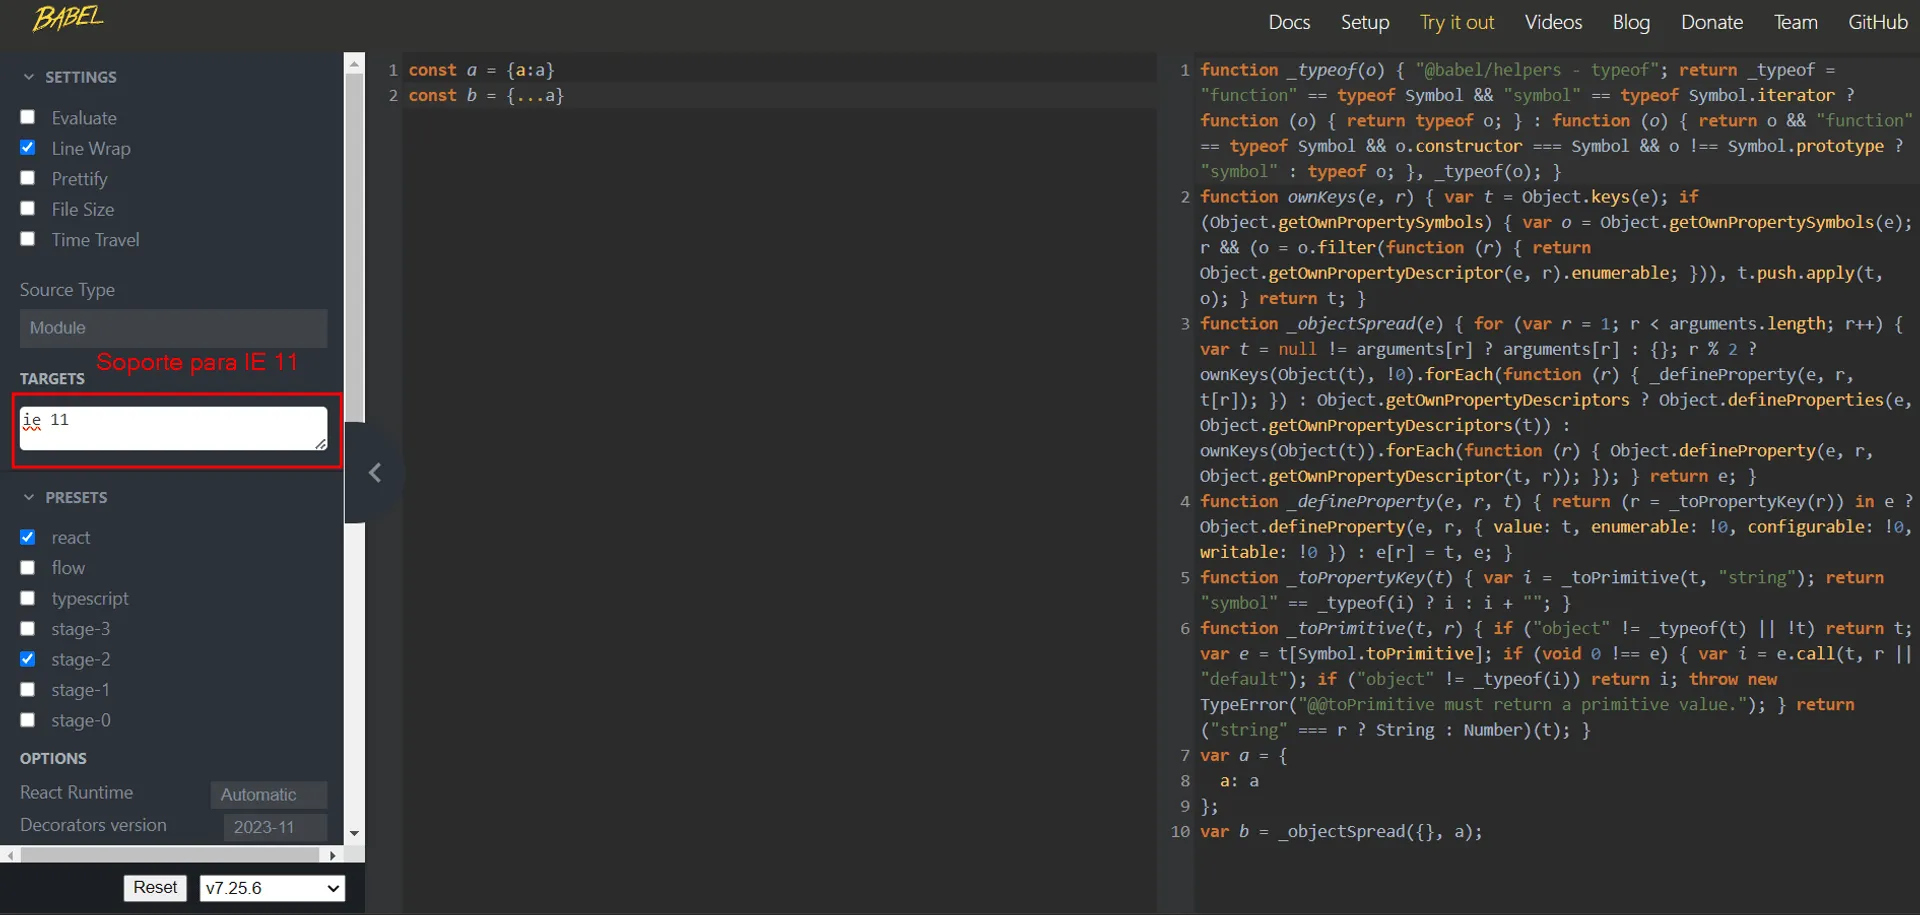 BABEL
Docs Setup Try it out Videos Blog Donate Team GitHub
SETTINGS
Evaluate
Line Wrap
Prettify
File Size
Time Travel
Source Type
Module
Soporte para IE 11
TARGETS
ie 11
PRESETS
react
flow
typescript
stage-3
stage-2
stage-1
stage-0
OPTIONS
React Runtime Automatic
Decorators version 2023-11
Reset v7.25.6
1 const a = {a:a}
2 const b = {...a}
1 function _typeof(o) { "@babel/helpers - typeof"; return _typeof =
"function" == typeof Symbol && "symbol" == typeof Symbol.iterator ?
function (o) { return typeof o; } : function (o) { return o && "function"
== typeof Symbol && o.constructor === Symbol && o !== Symbol.prototype ?
"symbol" : typeof o; }, _typeof(o); }
2 function ownKeys(e, r) { var t = Object.keys(e); if
(Object.getOwnPropertySymbols) { var o = Object.getOwnPropertySymbols(e);
r && (o = o.filter(function (r) { return
Object.getOwnPropertyDescriptor(e, r).enumerable; })), t.push.apply(t,
o); } return t; }
3 function _objectSpread(e) { for (var r = 1; r < arguments.length; r++) {
var t = null != arguments[r] ? arguments[r] : {}; r % 2 ?
ownKeys(Object(t), !0).forEach(function (r) { _defineProperty(e, r,
t[r]); }) : Object.getOwnPropertyDescriptors ? Object.defineProperties(e,
Object.getOwnPropertyDescriptors(t)) :
ownKeys(Object(t)).forEach(function (r) { Object.defineProperty(e, r,
Object.getOwnPropertyDescriptor(t, r)); }); } return e; }
4 function _defineProperty(e, r, t) { return (r = _toPropertyKey(r)) in e ?
Object.defineProperty(e, r, { value: t, enumerable: !0, configurable: !0,
writable: !0 }) : e[r] = t, e; }
5 function _toPropertyKey(t) { var i = _toPrimitive(t, "string"); return
"symbol" == _typeof(i) ? i : i + ""; }
6 function _toPrimitive(t, r) { if ("object" != _typeof(t) || !t) return t;
var e = t[Symbol.toPrimitive]; if (void 0 !== e) { var i = e.call(t, r ||
"default"); if ("object" != _typeof(i)) return i; throw new
TypeError("@@toPrimitive must return a primitive value."); } return
("string" === r ? String : Number)(t); }
7 var a = {
8 a: a
9 };
10 var b = _objectSpread({}, a);